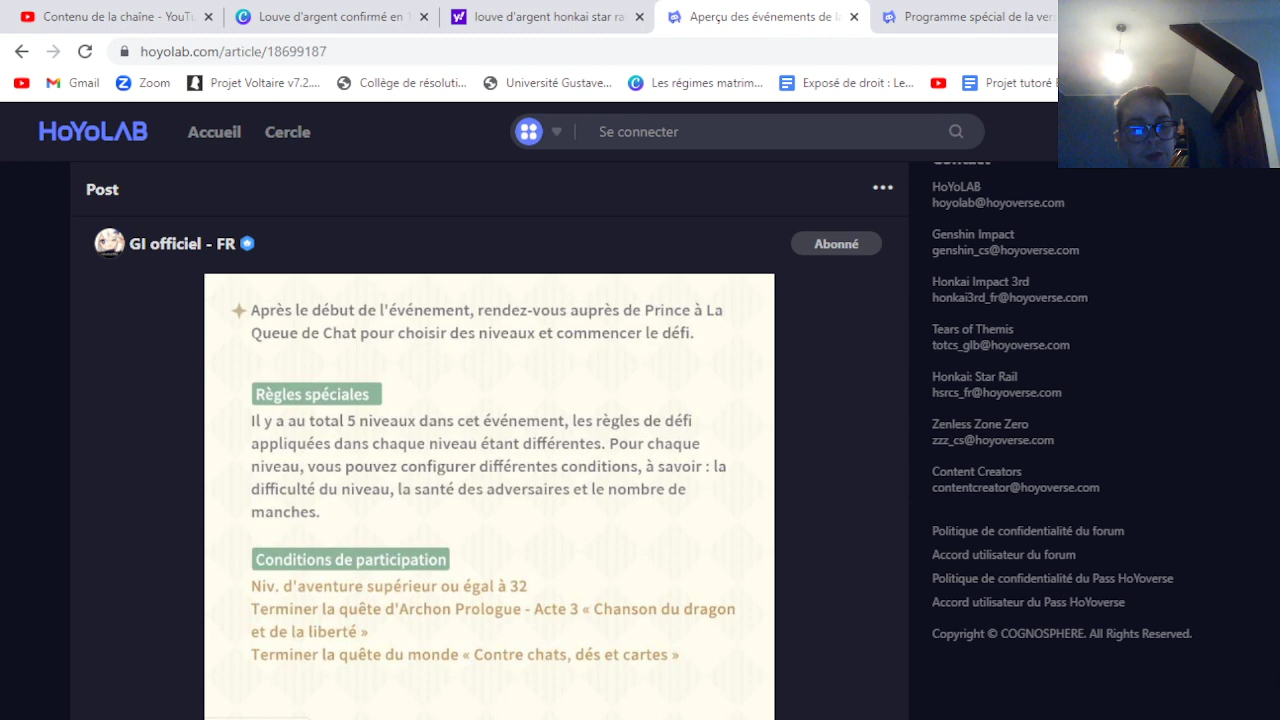 Contenu de la chaîne - YouTu
Louve d'argent confirmé en 1
louve d'argent honkai star ra
Aperçu des événements de la
Programme spécial de la vers
hoyolab.com/article/18699187
Gmail
Zoom
Projet Voltaire v7.2....
Collège de résoluti...
Université Gustave...
Les régimes matrim...
Exposé de droit : Le...
Projet tutoré E
HoYoLAB
Accueil
Cercle
Se connecter
Post
GI officiel - FR
Abonné
Après le début de l'événement, rendez-vous auprès de Prince à La
Queue de Chat pour choisir des niveaux et commencer le défi.
Règles spéciales
Il y a au total 5 niveaux dans cet événement, les règles de défi
appliquées dans chaque niveau étant différentes. Pour chaque
niveau, vous pouvez configurer différentes conditions, à savoir : la
difficulté du niveau, la santé des adversaires et le nombre de
manches.
Conditions de participation
Niv. d'aventure supérieur ou égal à 32
Terminer la quête d'Archon Prologue - Acte 3 « Chanson du dragon
et de la liberté »
Terminer la quête du monde « Contre chats, dés et cartes »
HoYoLAB
hoyolab@hoyoverse.com
Genshin Impact
genshin_cs@hoyoverse.com
Honkai Impact 3rd
honkai3rd_fr@hoyoverse.com
Tears of Themis
totcs_glb@hoyoverse.com
Honkai: Star Rail
hsrcs_fr@hoyoverse.com
Zenless Zone Zero
zzz_cs@hoyoverse.com
Content Creators
contentcreator@hoyoverse.com
Politique de confidentialité du forum
Accord utilisateur du forum
Politique de confidentialité du Pass HoYoverse
Accord utilisateur du Pass HoYoverse
Copyright © COGNOSPHERE. All Rights Reserved.